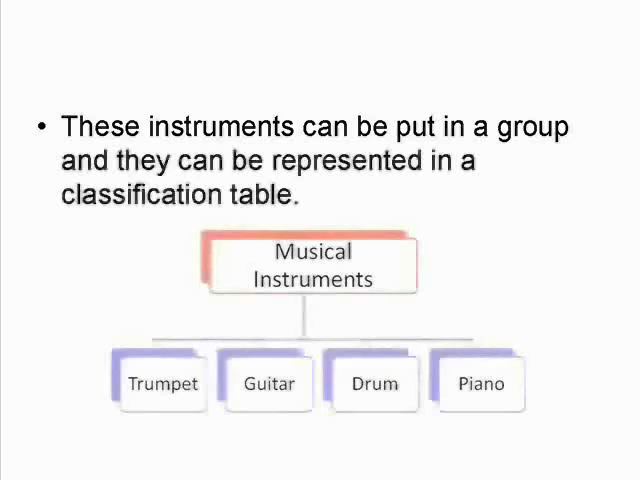 • These instruments can be put in a group
and they can be represented in a
classification table.
Musical
Instruments
Trumpet
Guitar
Drum
Piano